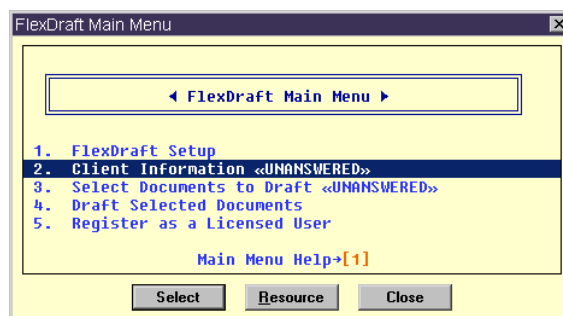 FlexDraft Main Menu
◄ FlexDraft Main Menu ►
1. FlexDraft Setup
2. Client Information «UNANSWERED»
3. Select Documents to Draft «UNANSWERED»
4. Draft Selected Documents
5. Register as a Licensed User
Main Menu Help→[1]
Select Resource Close